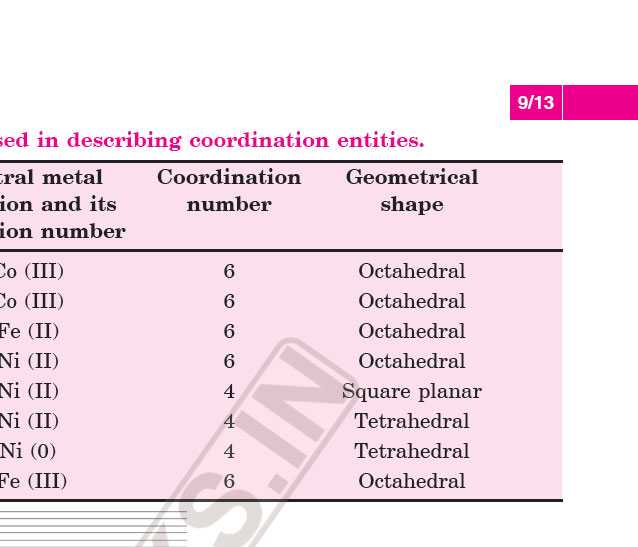 9/13
sed in describing coordination entities.
tral metal Coordination Geometrical
ion and its number shape
ion number
Co (III) 6 Octahedral
Co (III) 6 Octahedral
Fe (II) 6 Octahedral
Ni (II) 6 Octahedral
Ni (II) 4 Square planar
Ni (II) 4 Tetrahedral
Ni (0) 4 Tetrahedral
Fe (III) 6 Octahedral
S.IN